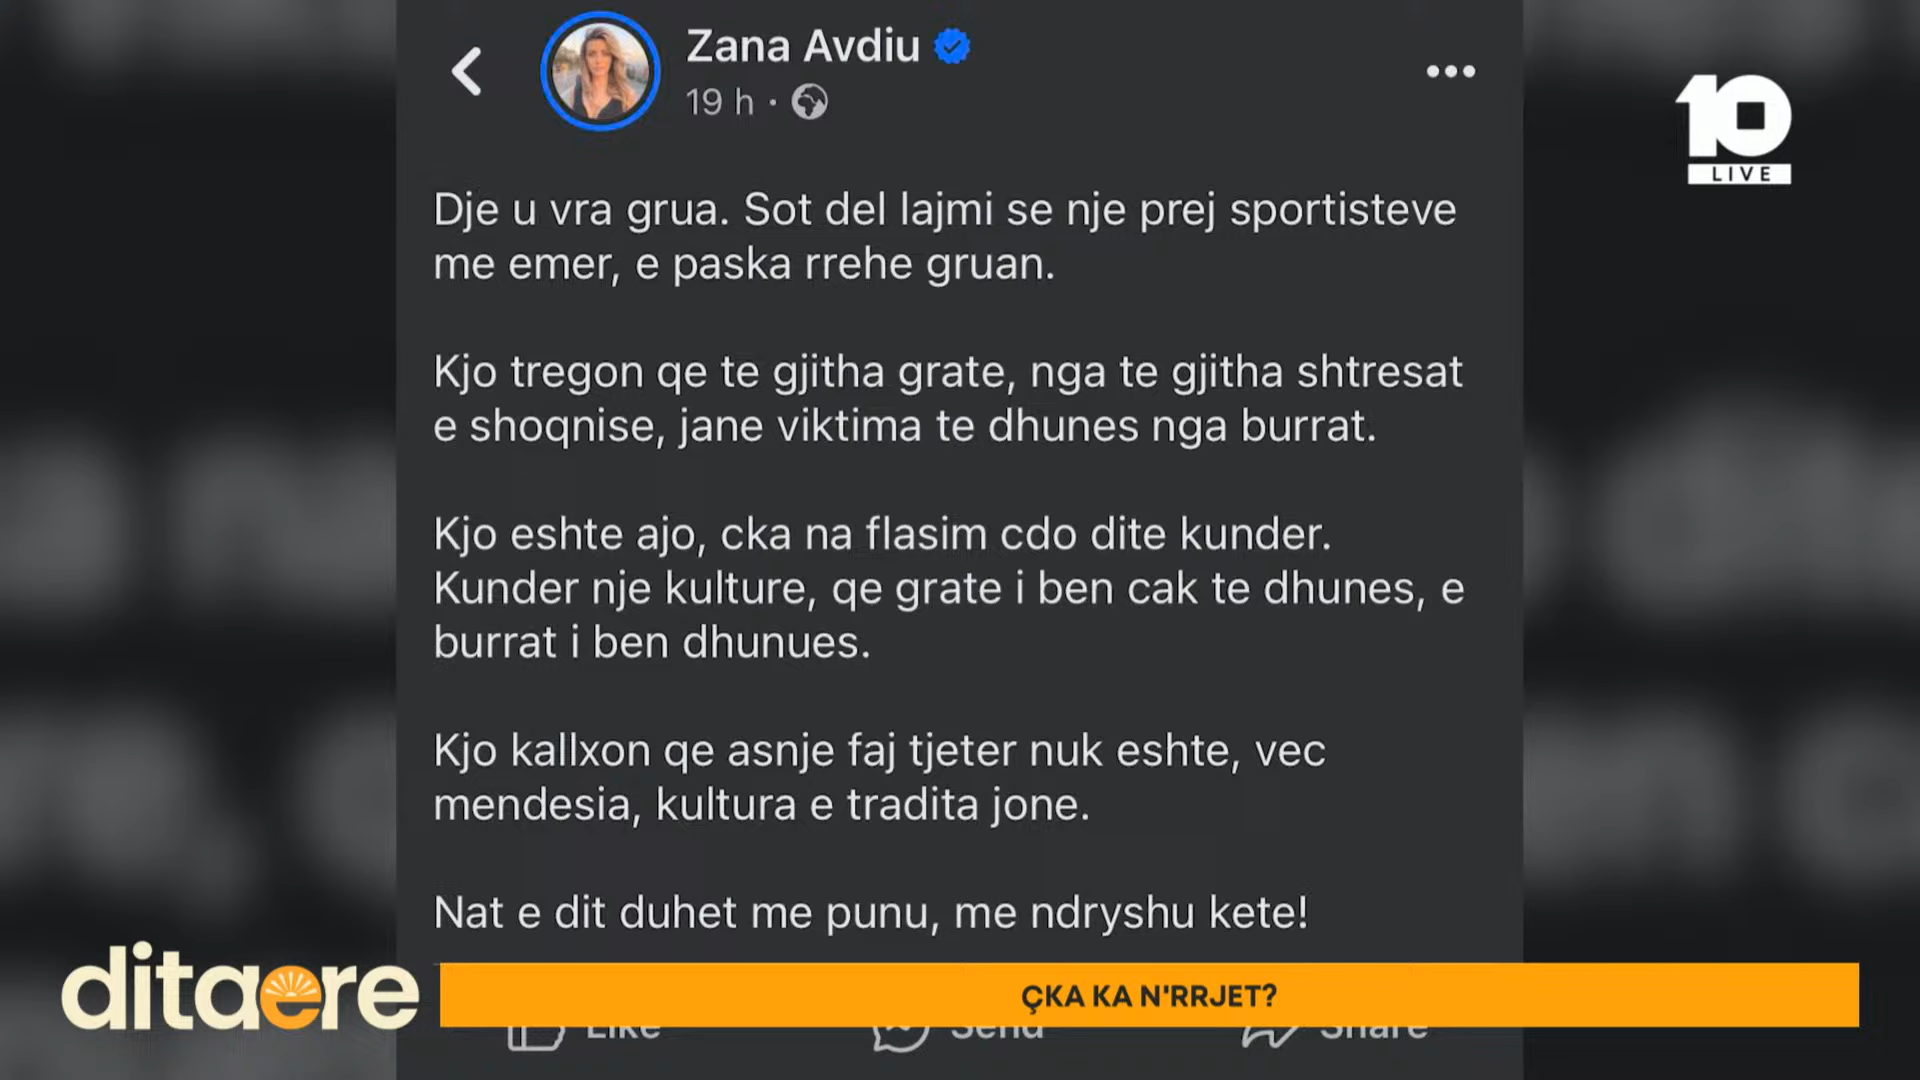 Zana Avdiu
19 h ·
10
LIVE
Dje u vra grua. Sot del lajmi se nje prej sportisteve
me emer, e paska rrehe gruan.
Kjo tregon qe te gjitha grate, nga te gjitha shtresat
e shoqnise, jane viktima te dhunes nga burrat.
Kjo eshte ajo, cka na flasim cdo dite kunder.
Kunder nje kulture, qe grate i ben cak te dhunes, e
burrat i ben dhunues.
Kjo kallxon qe asnje faj tjeter nuk eshte, vec
mendesia, kultura e tradita jone.
Nat e dit duhet me punu, me ndryshu kete!
ditaere
ÇKA KA N'RRJET?
Like
Send
Share